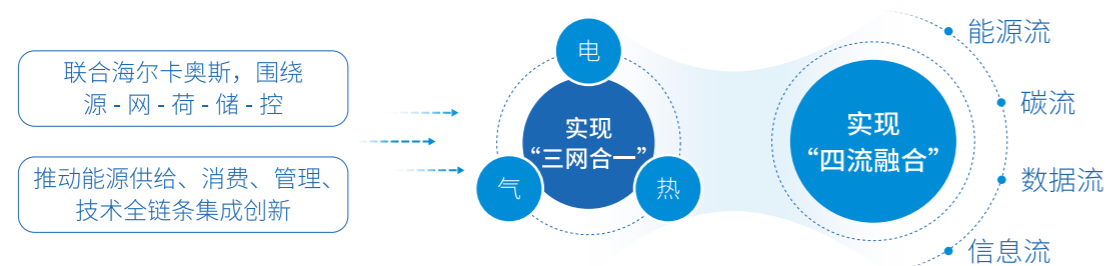 联合海尔卡奥斯，围绕
源 - 网 - 荷 - 储 - 控
推动能源供给、消费、管理、
技术全链条集成创新
电
实现
“三网合一”
气
热
实现
“四流融合”
能源流
碳流
数据流
信息流